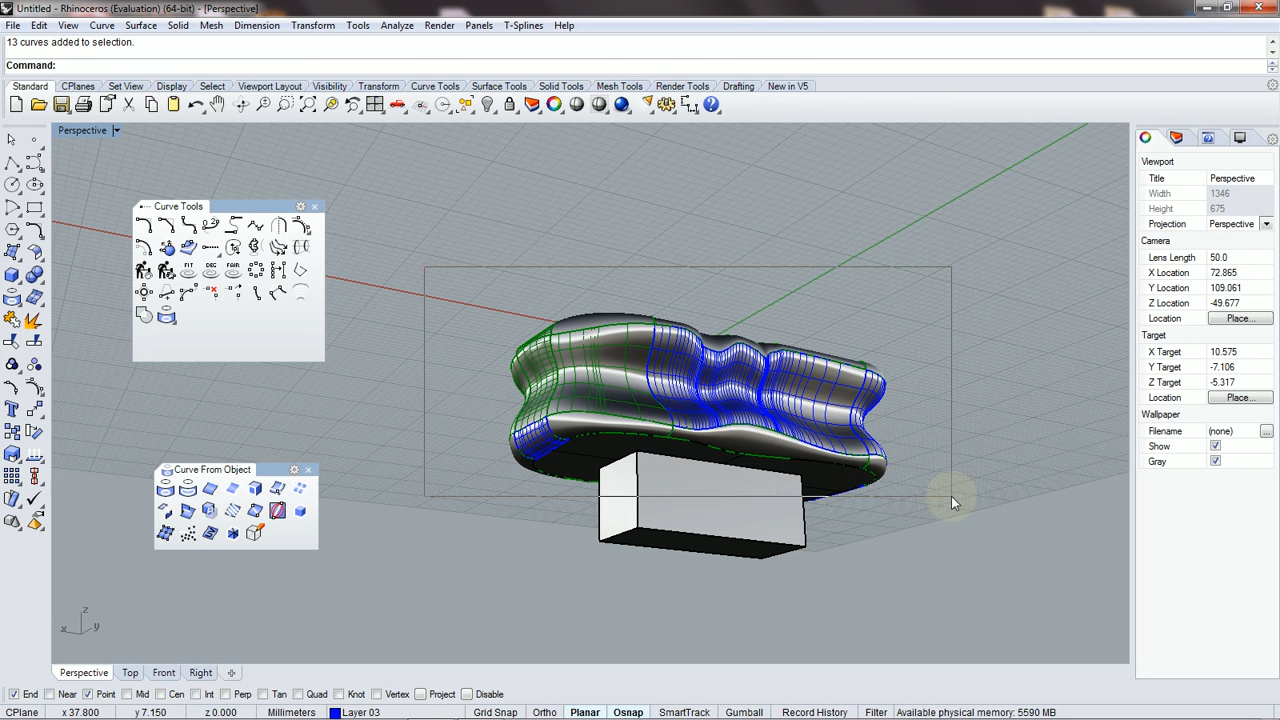 Untitled - Rhinoceros (Evaluation) (64-bit) - [Perspective]
File Edit View Curve Surface Solid Mesh Dimension Transform Tools Analyze Render Panels T-Splines Help
13 curves added to selection.
Command:
Standard CPlanes Set View Display Select Viewport Layout Visibility Transform Curve Tools Surface Tools Solid Tools Mesh Tools Render Tools Drafting New in V5
Perspective
Viewport
Title Perspective
Width 1346
Height 675
Projection Perspective
Camera
Lens Length 50.0
X Location 72.865
Y Location 109.061
Z Location -49.677
Location Place...
Target
X Target 10.575
Y Target -7.106
Z Target -5.317
Location Place...
Wallpaper
Filename (none) ...
Show
Gray
Curve Tools
FIT DEG FAIR
Curve From Object
z
x y
Perspective Top Front Right
End Near Point Mid Cen Int Perp Tan Quad Knot Vertex Project Disable
CPlane x 37.800 y 7.150 z 0.000 Millimeters Layer 03 Grid Snap Ortho Planar Osnap SmartTrack Gumball Record History Filter Available physical memory: 5590 MB